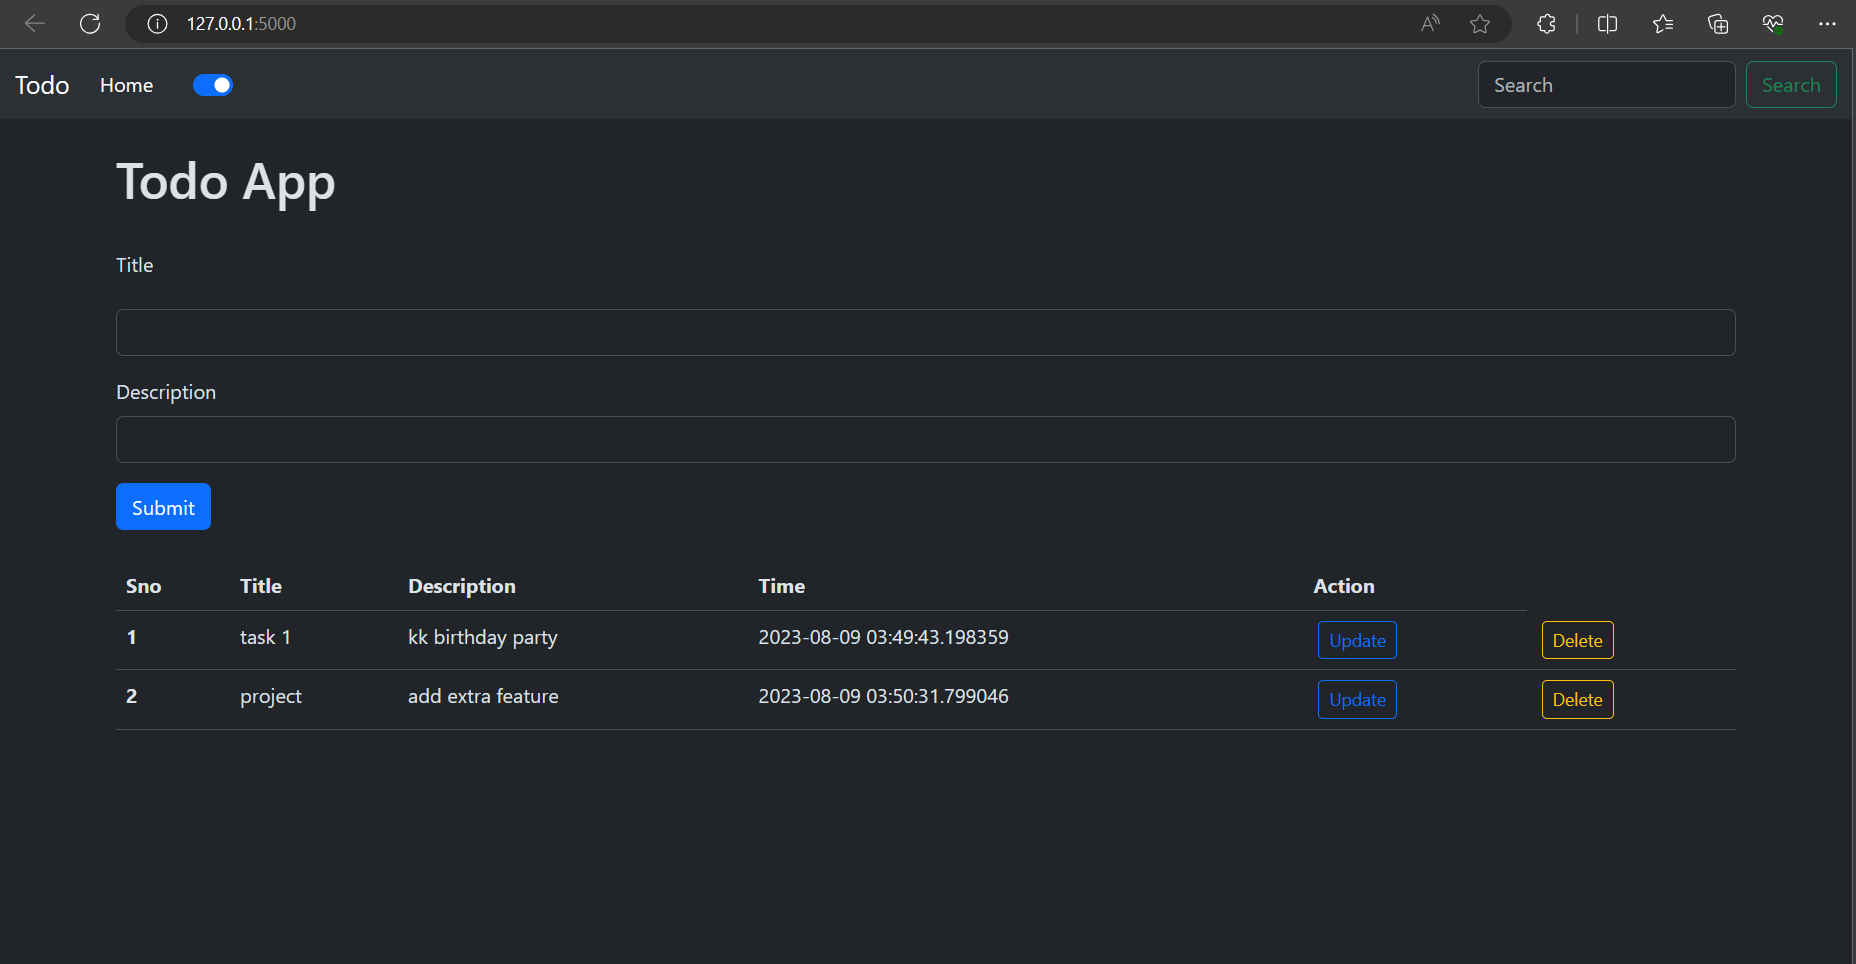 127.0.0.1:5000
Todo Home Search Search
Todo App
Title
Description
Submit
Sno Title Description Time Action
1 task 1 kk birthday party 2023-08-09 03:49:43.198359 Update Delete
2 project add extra feature 2023-08-09 03:50:31.799046 Update Delete